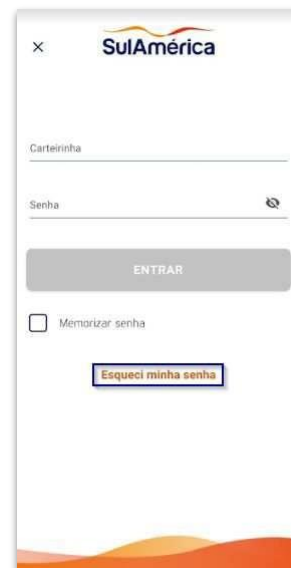 SulAmérica
Carteirinha
Senha
ENTRAR
Memorizar senha
Esqueci minha senha